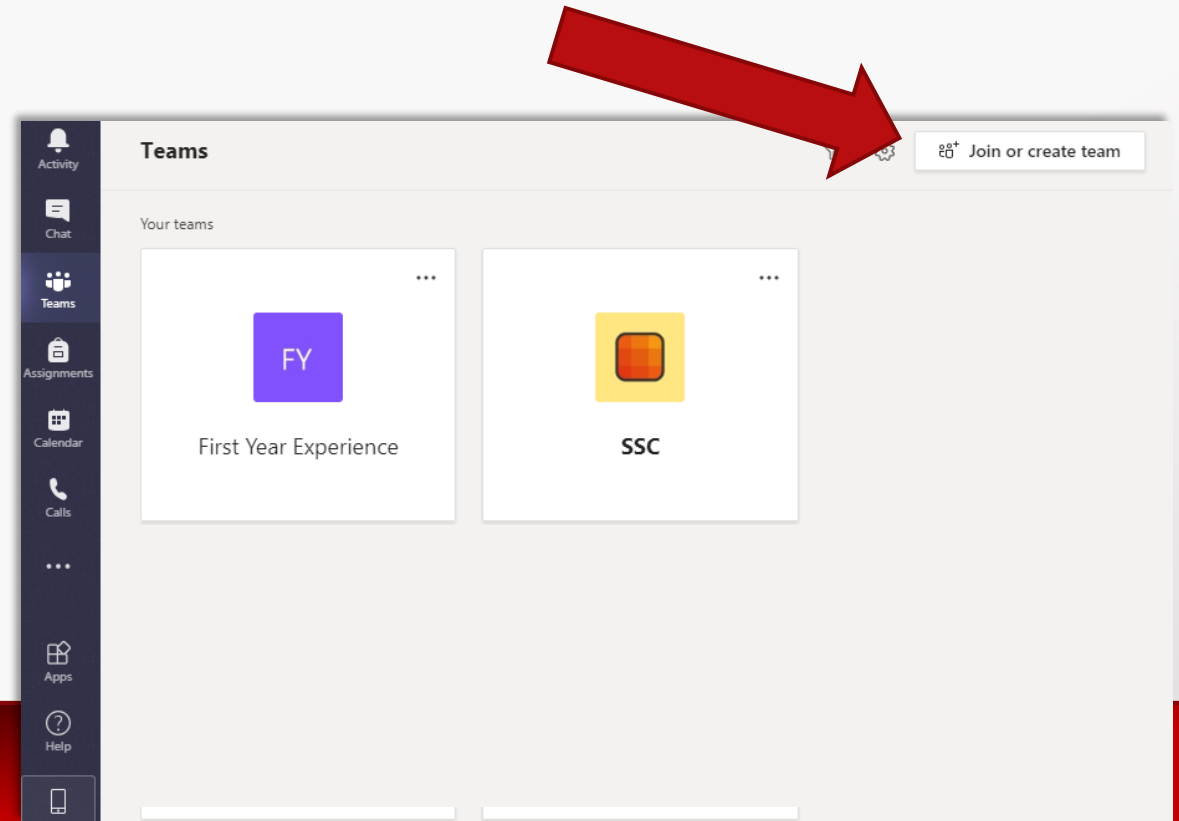 Activity
Teams
Join or create team
Chat
Your teams
Teams
FY
First Year Experience
SSC
Assignments
Calendar
Calls
Apps
Help